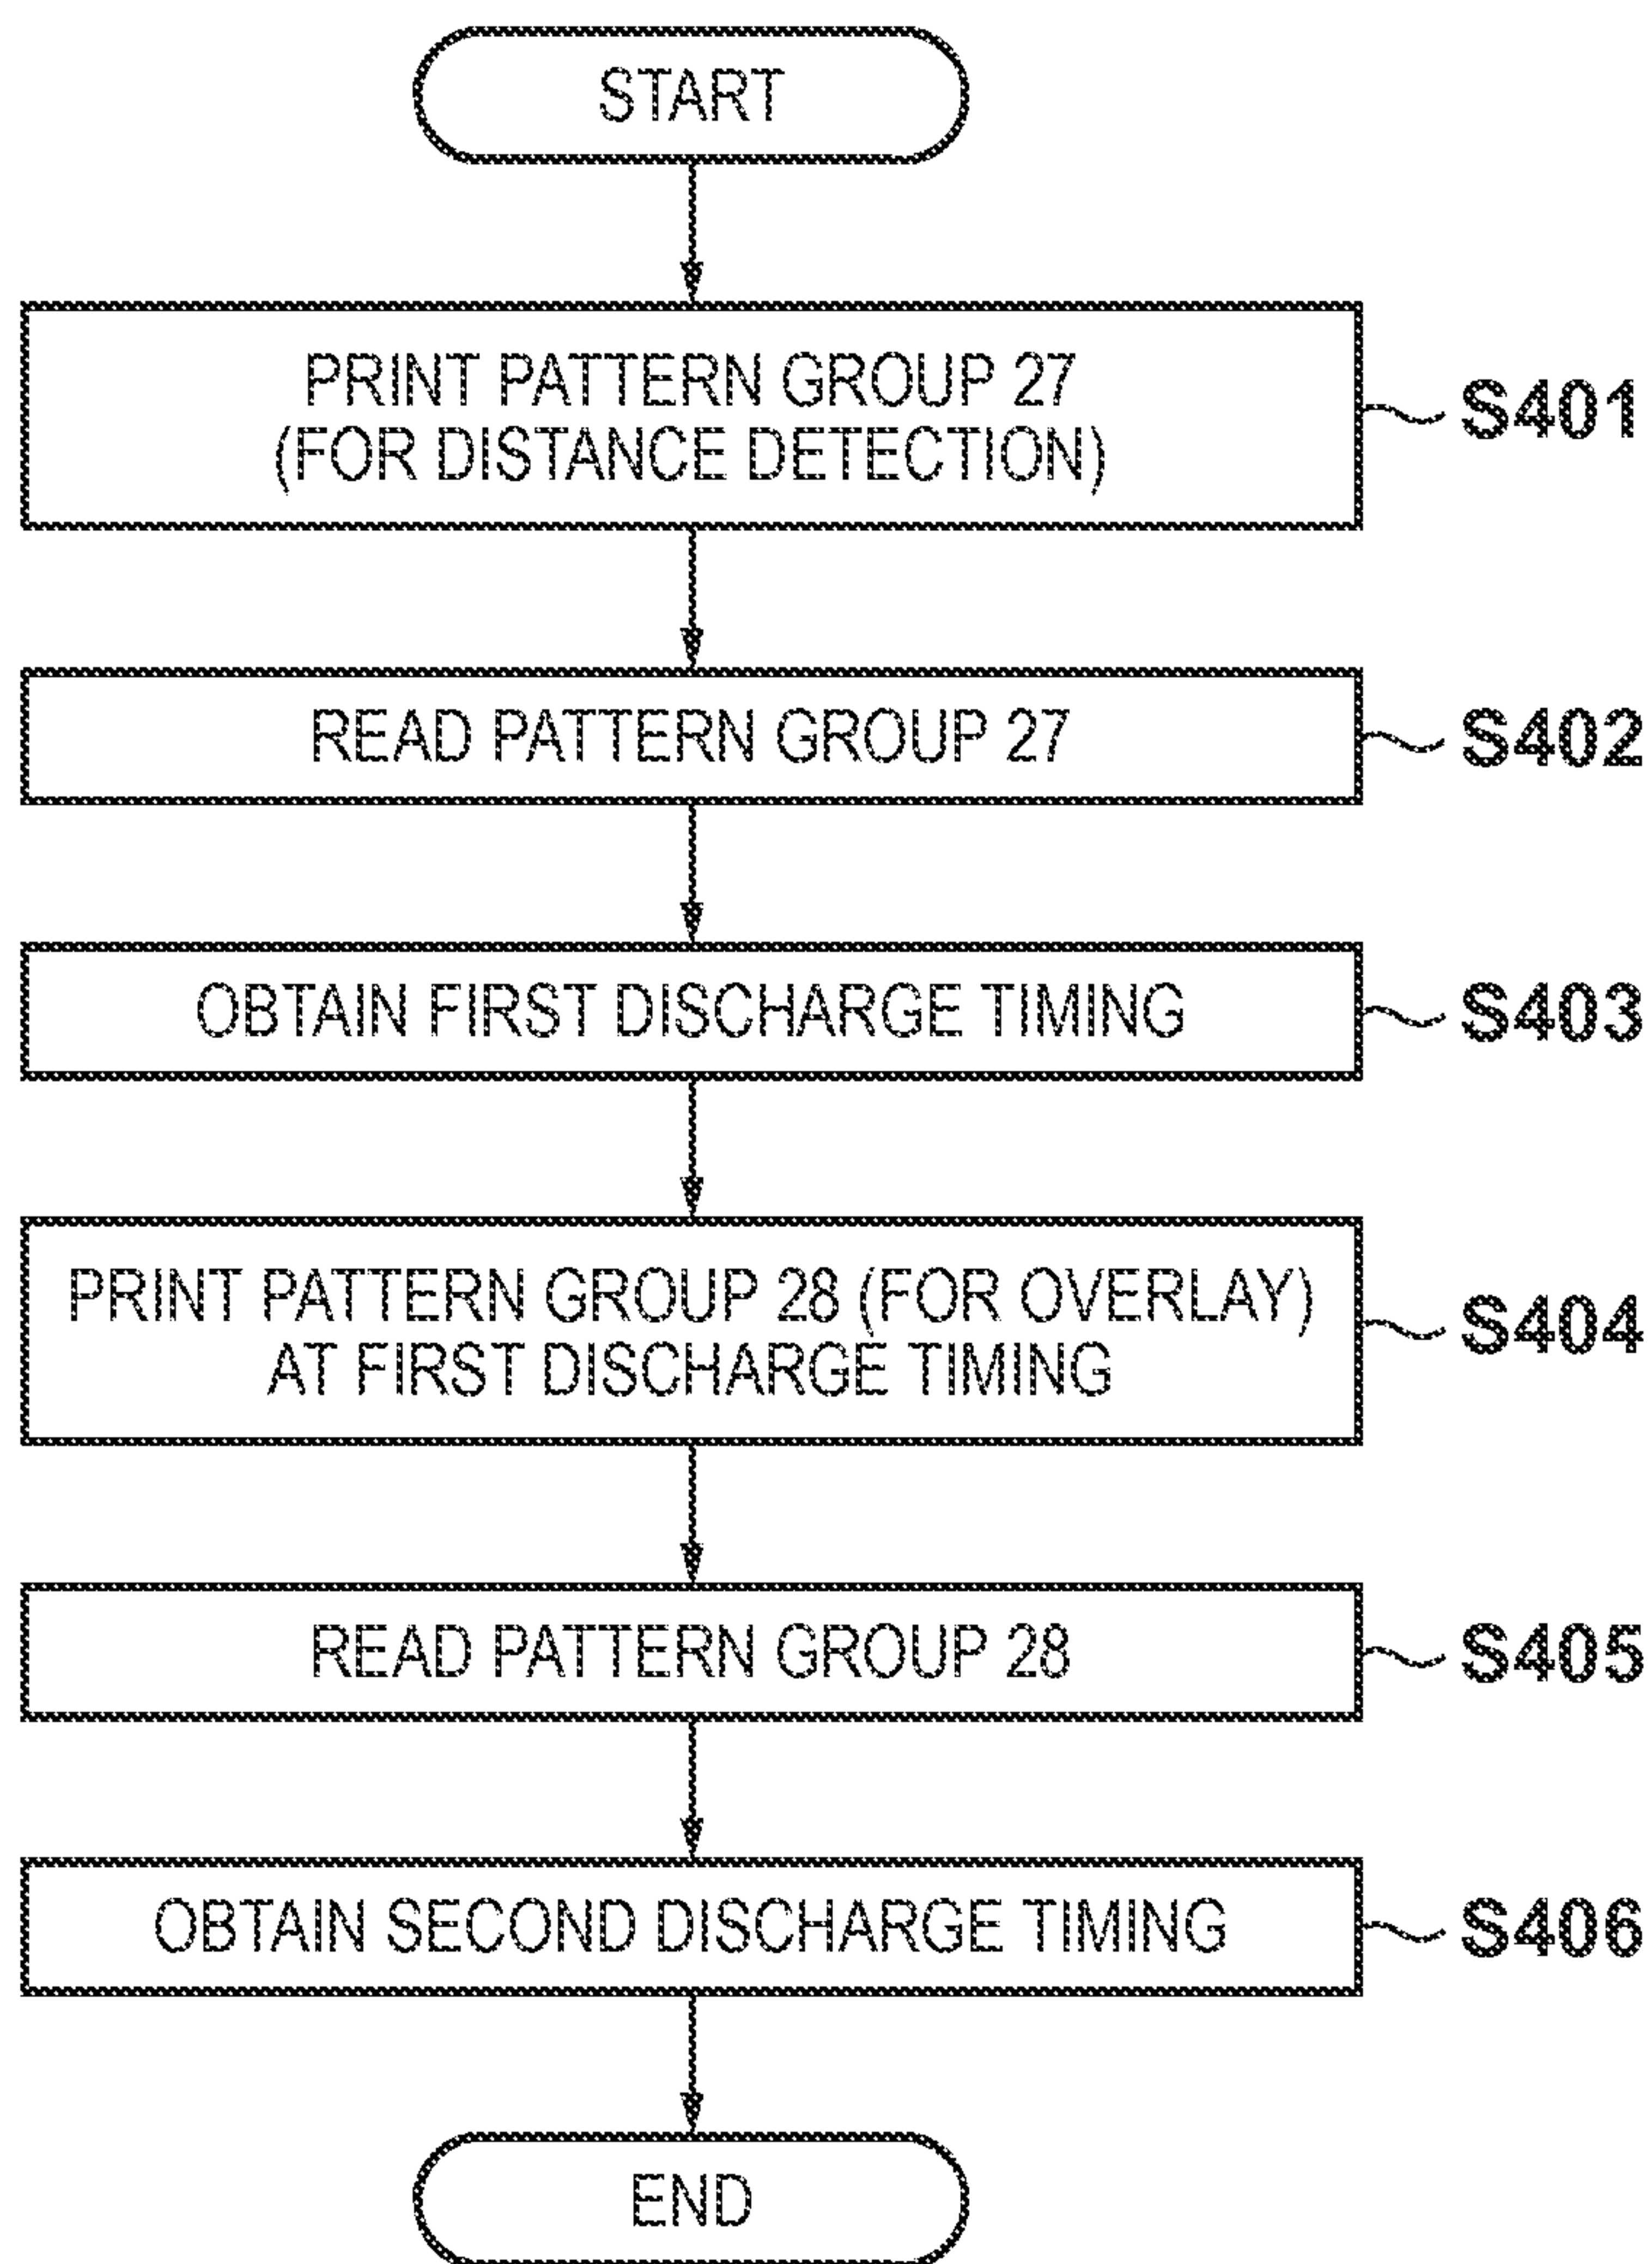 START
PRINT PATTERN GROUP 27
(FOR DISTANCE DETECTION)
S401
READ PATTERN GROUP 27
S402
OBTAIN FIRST DISCHARGE TIMING
S403
PRINT PATTERN GROUP 28 (FOR OVERLAY)
AT FIRST DISCHARGE TIMING
S404
READ PATTERN GROUP 28
S405
OBTAIN SECOND DISCHARGE TIMING
S406
END